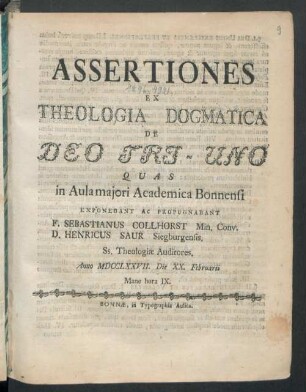 ASSERTIONES
EX
THEOLOGIA DOGMATICA
DE
DEO TRI-UNO
QUAS
in Aula majori Academica Bonnensi
EXPONEBANT AC PROPUGNABANT
F. SEBASTIANUS COLLHORST Min. Conv.
D. HENRICUS SAUR Siegburgensis,
Ss. Theologiæ Auditores,
Anno MDCCLXXVII. Die XX. Februarii
Mane hora IX.
BONNÆ, in Typographia Aulica.